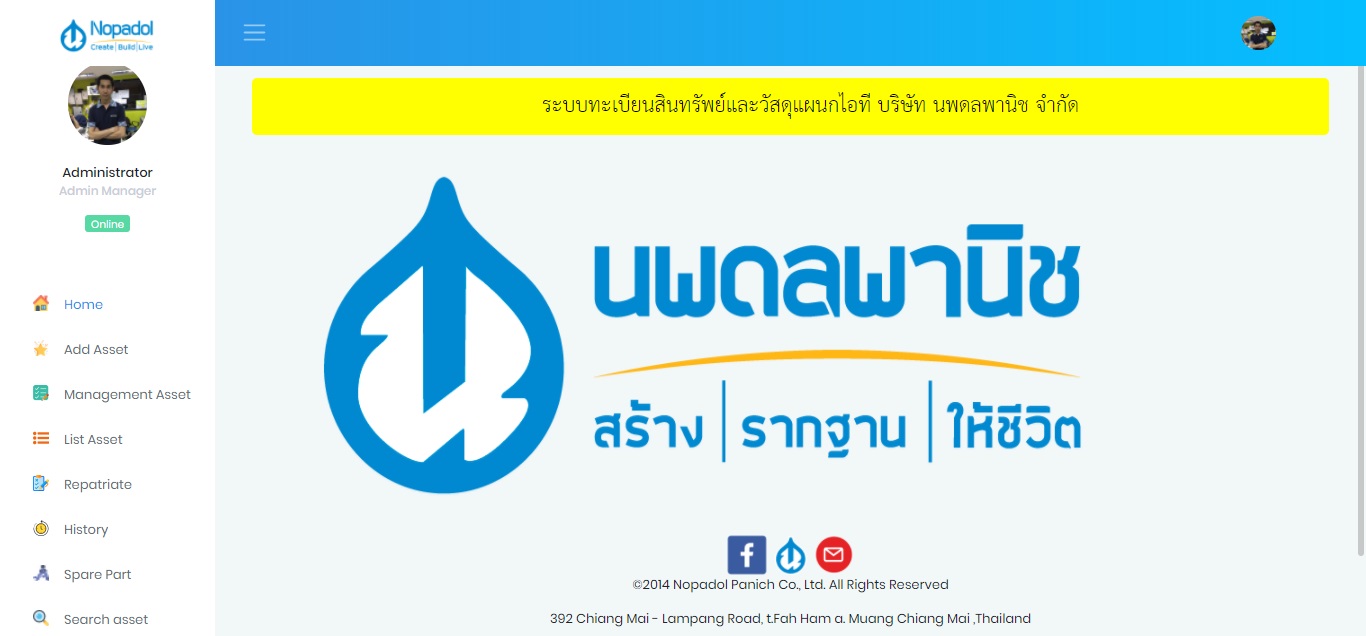 Nopadol
Create | Build | Live
Administrator
Admin Manager
Online
Home
Add Asset
Management Asset
List Asset
Repatriate
History
Spare Part
Search asset
ระบบทะเบียนสินทรัพย์และวัสดุแผนกไอที บริษัท นพดลพานิช จำกัด
นพดลพานิช
สร้าง | รากฐาน | ให้ชีวิต
©2014 Nopadol Panich Co., Ltd. All Rights Reserved
392 Chiang Mai - Lampang Road, t.Fah Ham a. Muang Chiang Mai ,Thailand